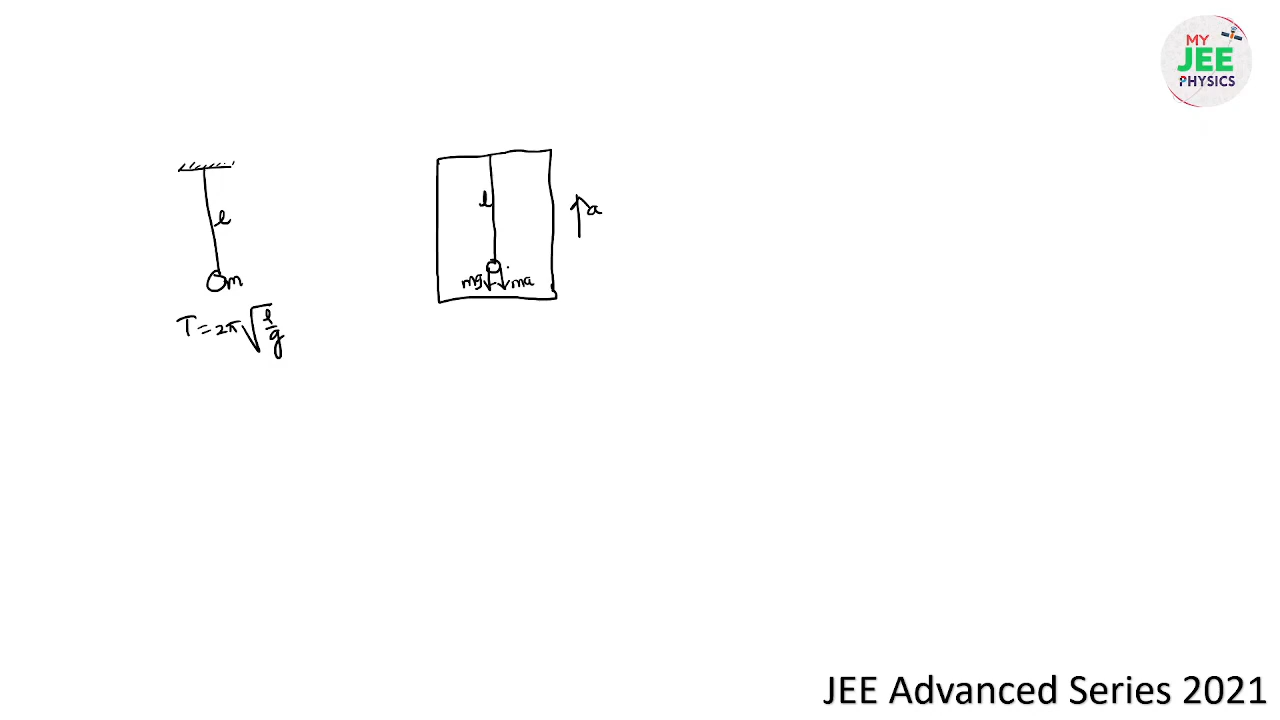 MY
JEE
PHYSICS
l
m
T = 2π√(l/g)
l
a
mg ma
JEE Advanced Series 2021